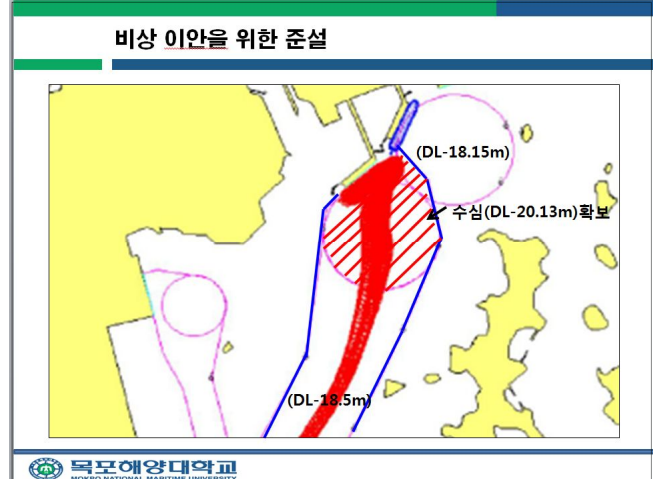 비상 이안을 위한 준설
(DL-18.15m)
수심(DL-20.13m)확보
(DL-18.5m)
목포해양대학교
MOKPO NATIONAL MARITIME UNIVERSITY